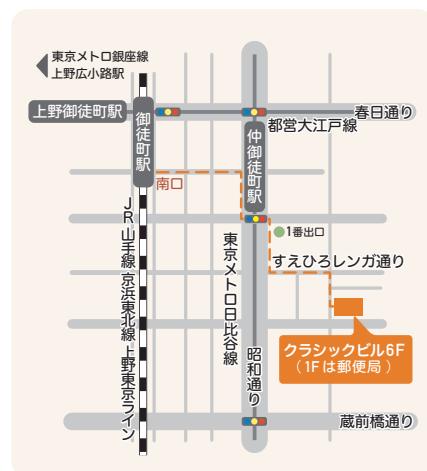 東京メトロ銀座線
上野広小路駅
上野御徒町駅
御徒町駅
春日通り
都営大江戸線
仲御徒町駅
南口
1番出口
すえひろレンガ通り
JR山手線 京浜東北線 上野東京ライン
東京メトロ日比谷線
昭和通り
クラシックビル6F
（1Fは郵便局）
蔵前橋通り